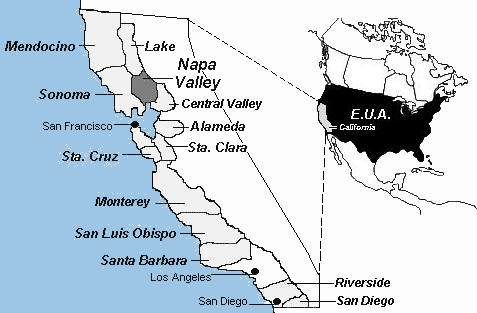 Mendocino
Lake
Napa
Valley
Sonoma
Central Valley
San Francisco
Alameda
Sta. Clara
Sta. Cruz
Monterey
San Luis Obispo
Santa Barbara
Los Angeles
Riverside
San Diego
San Diego
E.U.A.
California